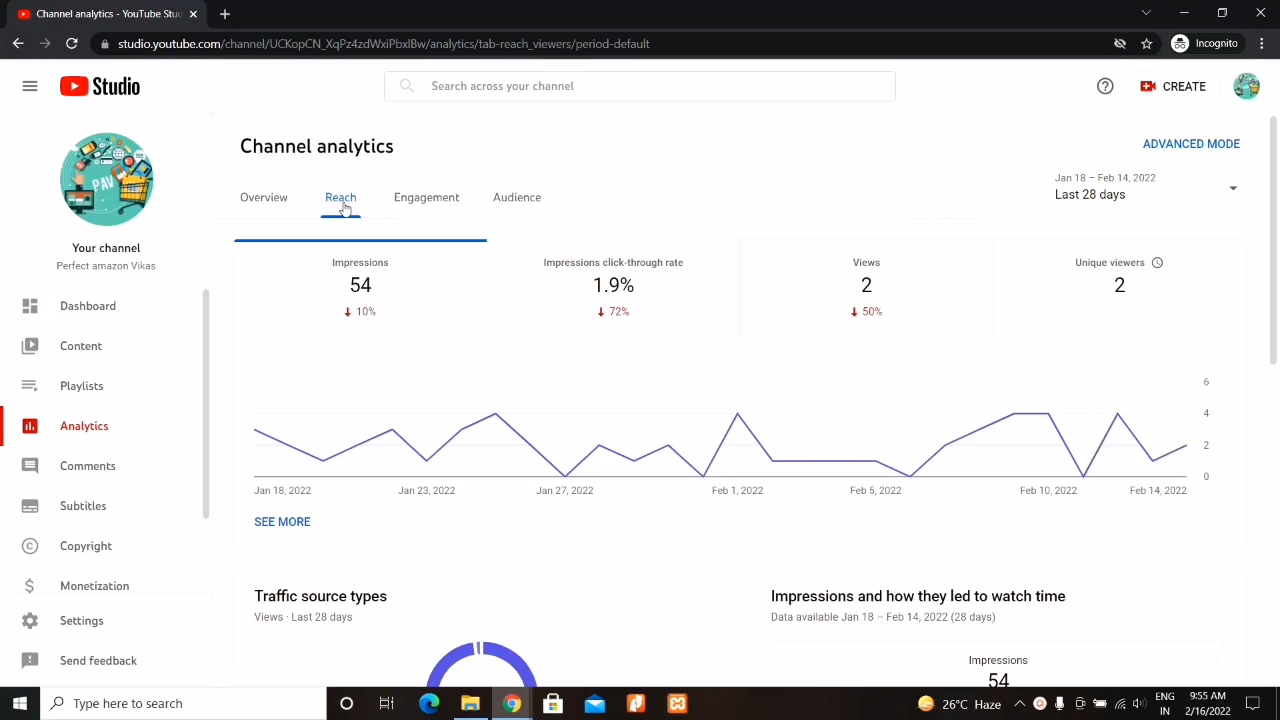 Channel analytics - YouTube Stu
studio.youtube.com/channel/UCKopCN_XqPz4zdWxiPbxlBw/analytics/tab-reach_viewers/period-default
Incognito
Studio
Search across your channel
CREATE
PAV
Your channel
Perfect amazon Vikas
Dashboard
Content
Playlists
Analytics
Comments
Subtitles
Copyright
Monetization
Settings
Send feedback
Channel analytics
ADVANCED MODE
Overview
Reach
Engagement
Audience
Jan 18 – Feb 14, 2022
Last 28 days
Impressions
54
10%
Impressions click-through rate
1.9%
72%
Views
2
50%
Unique viewers
2
6
4
2
0
Jan 18, 2022
Jan 23, 2022
Jan 27, 2022
Feb 1, 2022
Feb 5, 2022
Feb 10, 2022
Feb 14, 2022
SEE MORE
Traffic source types
Views · Last 28 days
Impressions and how they led to watch time
Data available Jan 18 – Feb 14, 2022 (28 days)
Impressions
54
Type here to search
26°C Haze
ENG
IN
9:55 AM
2/16/2022